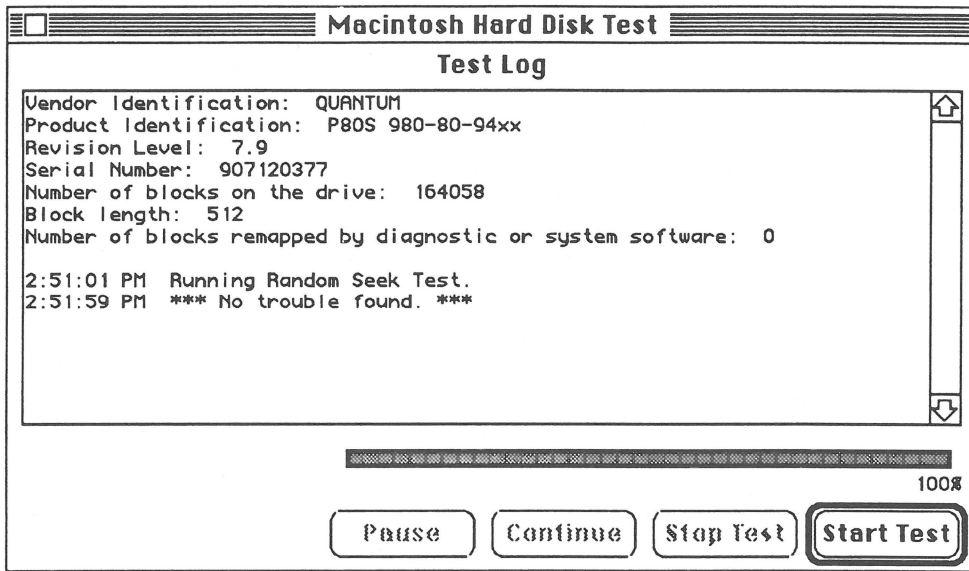 Macintosh Hard Disk Test
Test Log
Vendor Identification: QUANTUM
Product Identification: P80S 980-80-94xx
Revision Level: 7.9
Serial Number: 907120377
Number of blocks on the drive: 164058
Block length: 512
Number of blocks remapped by diagnostic or system software: 0
2:51:01 PM Running Random Seek Test.
2:51:59 PM *** No trouble found. ***
100%
Pause Continue Stop Test Start Test